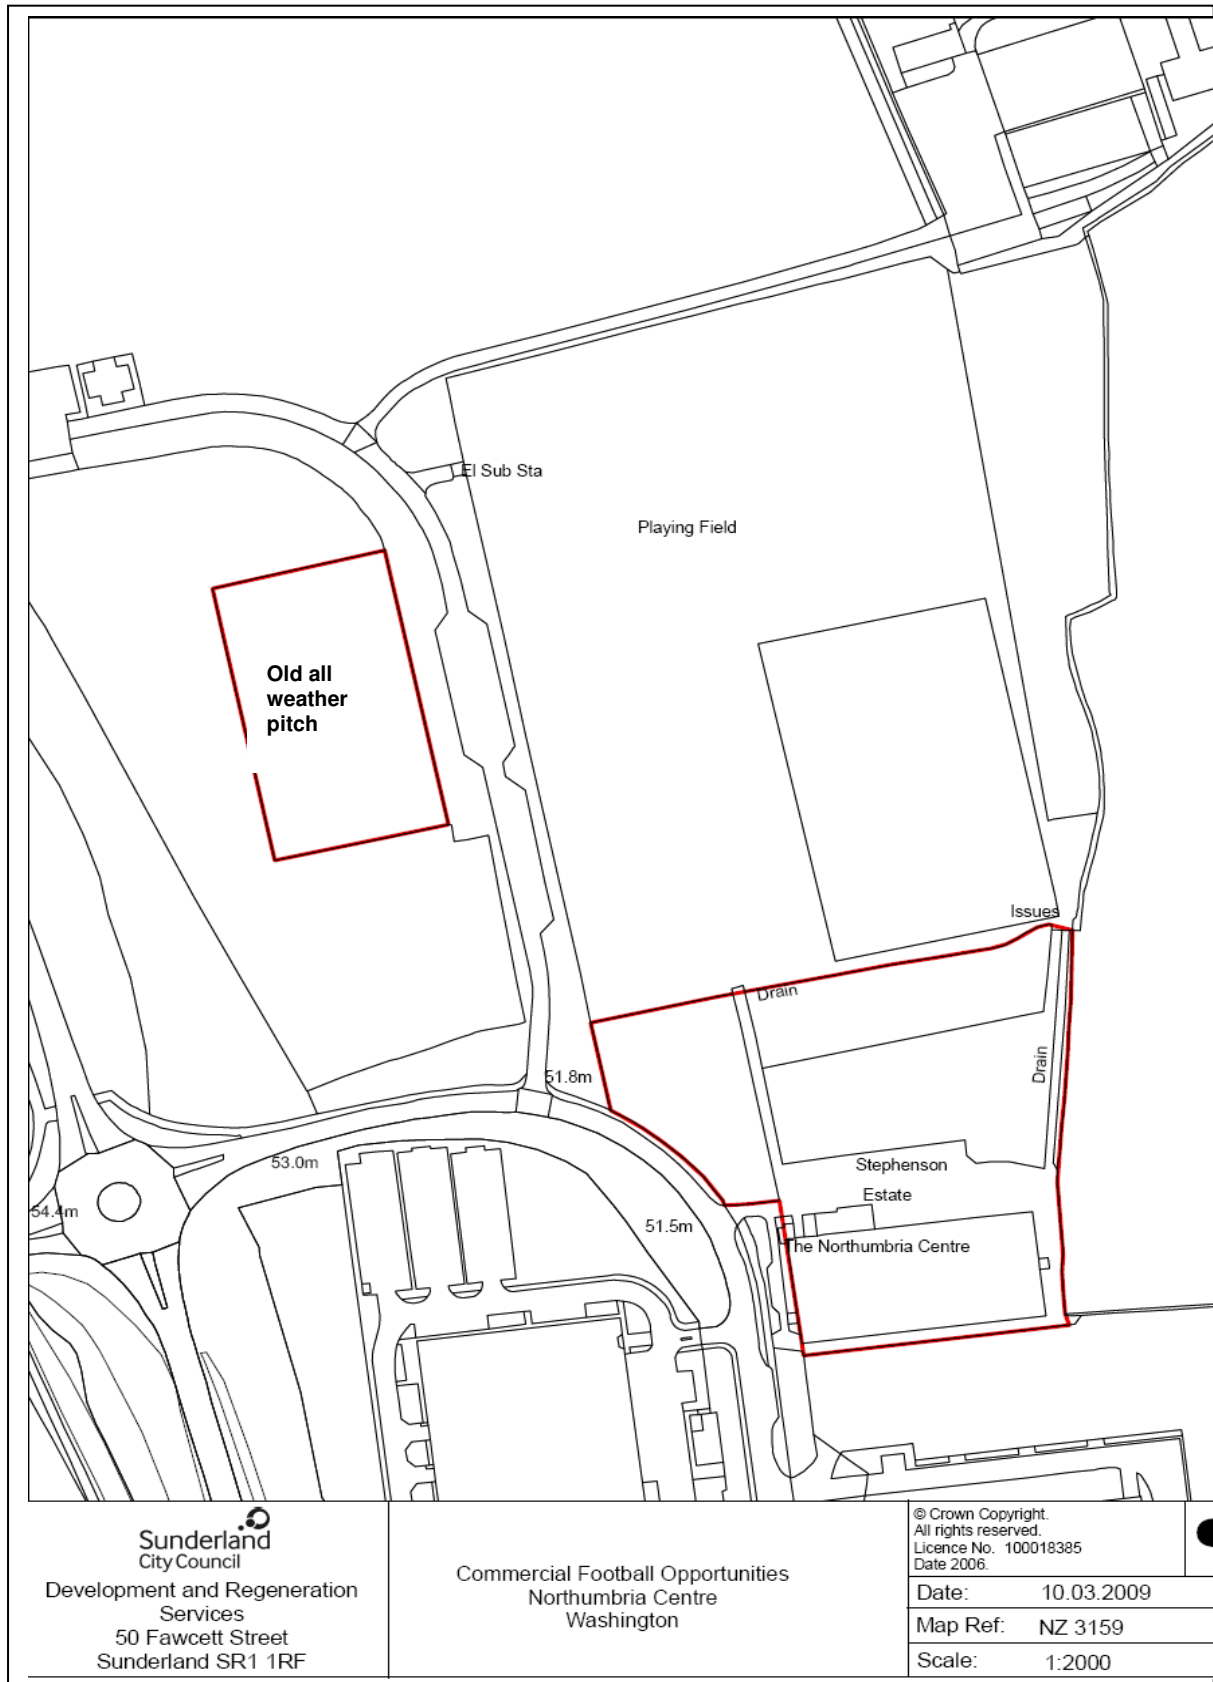 El Sub Sta
Playing Field
Old all
weather
pitch
Issues
Drain
Drain
51.8m
53.0m
Stephenson
Estate
54.4m
51.5m
The Northumbria Centre
Sunderland
City Council
Development and Regeneration
Services
50 Fawcett Street
Sunderland SR1 1RF
Commercial Football Opportunities
Northumbria Centre
Washington
© Crown Copyright.
All rights reserved.
Licence No. 100018385
Date 2006.
Date: 10.03.2009
Map Ref: NZ 3159
Scale: 1:2000